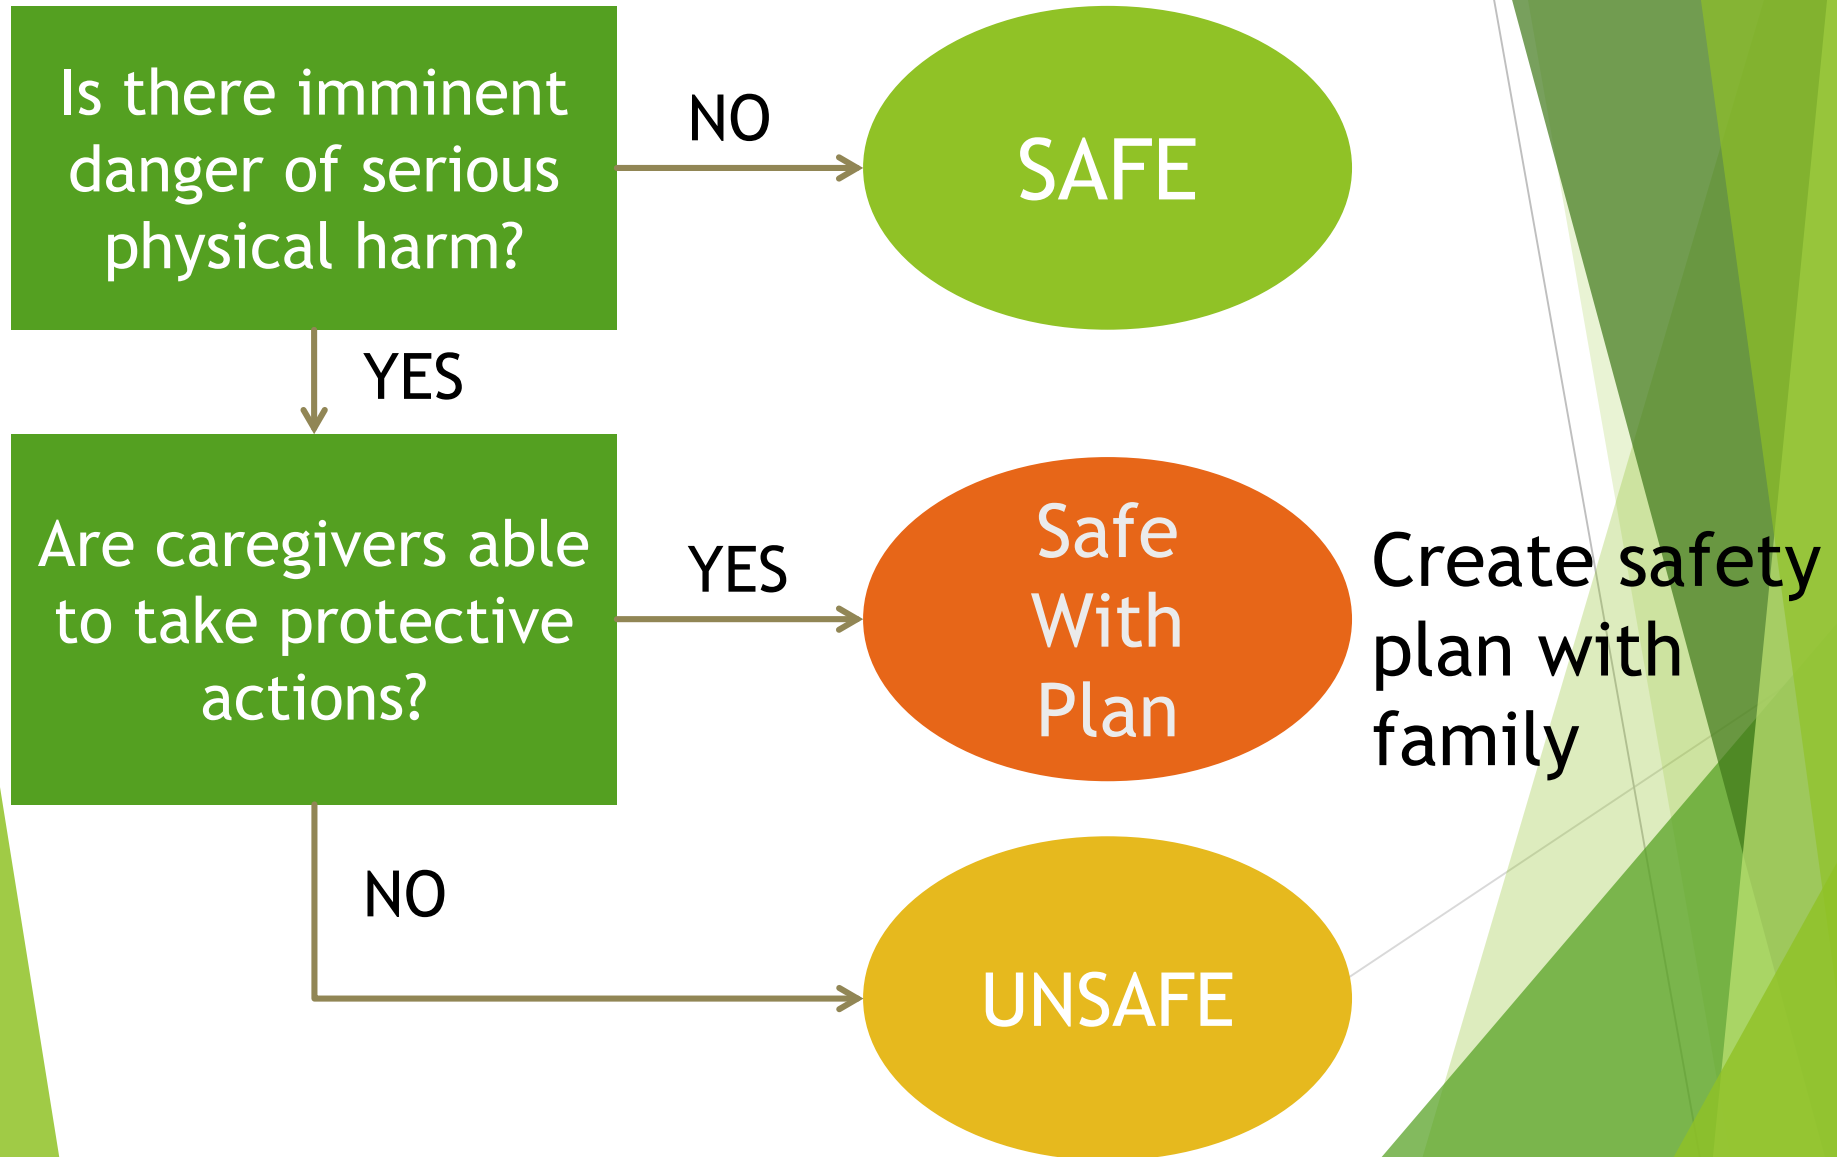 Is there imminent
danger of serious
physical harm?
NO
SAFE
YES
Are caregivers able
to take protective
actions?
YES
Safe
With
Plan
Create safety
plan with
family
NO
UNSAFE